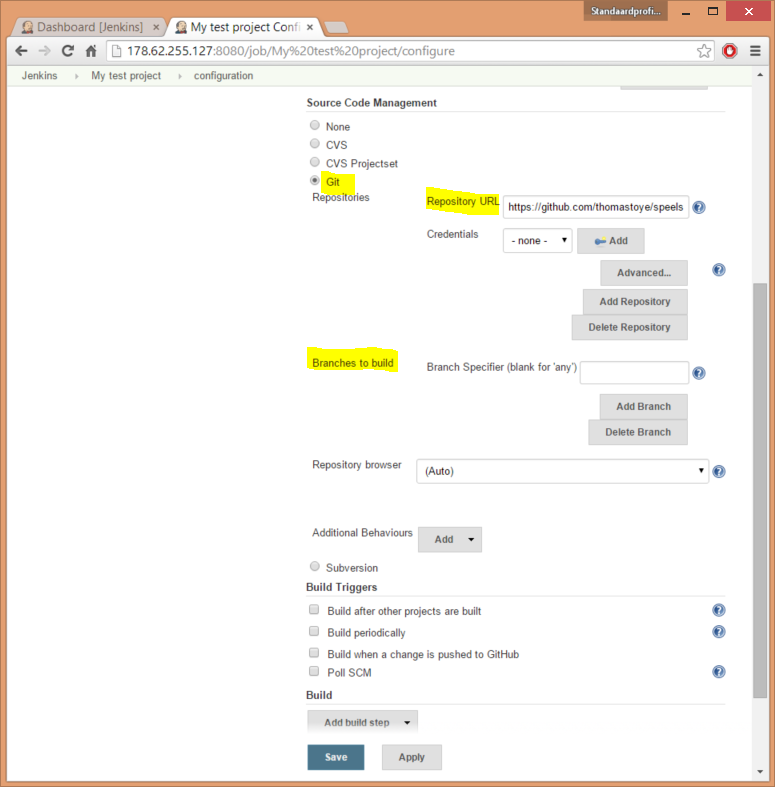 Standaardprofi...
Dashboard [Jenkins]
My test project Confi
178.62.255.127:8080/job/My%20test%20project/configure
Jenkins My test project configuration
Source Code Management
None
CVS
CVS Projectset
Git
Repositories
Repository URL https://github.com/thomastoye/speels
Credentials - none - Add
Advanced...
Add Repository
Delete Repository
Branches to build
Branch Specifier (blank for 'any')
Add Branch
Delete Branch
Repository browser (Auto)
Additional Behaviours Add
Subversion
Build Triggers
Build after other projects are built
Build periodically
Build when a change is pushed to GitHub
Poll SCM
Build
Add build step
Save Apply